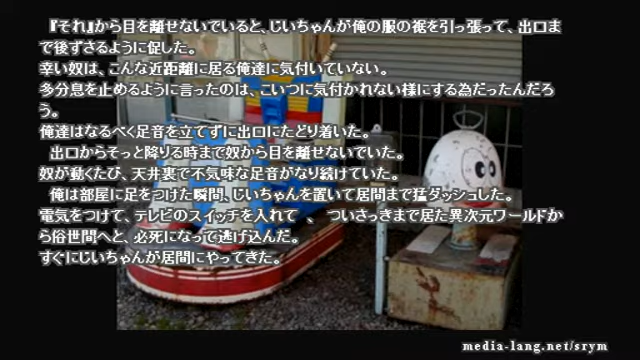 『それ』から目を離せないでいると、じいちゃんが俺の服の裾を引っ張って、出口ま
で後ずさるように促した。
幸い奴は、こんな近距離に居る俺達に気付いていない。
多分息を止めるように言ったのは、こいつに気付かれない様にする為だったんだろ
う。
俺達はなるべく足音を立てずに出口にたどり着いた。
出口からそっと降りる時まで奴から目を離せないでいた。
奴が動くたび、天井裏で不気味な足音がなり続けていた。
俺は部屋に足をつけた瞬間、じいちゃんを置いて居間まで猛ダッシュした。
電気をつけて、テレビのスイッチを入れて 、 ついさっきまで居た異次元ワールドか
ら俗世間へと、必死になって逃げ込んだ。
すぐにじいちゃんが居間にやってきた。
media-lang.net/srym